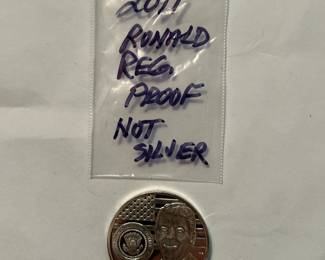 2011
RONALD
REG.
PROOF
NOT
SILVER